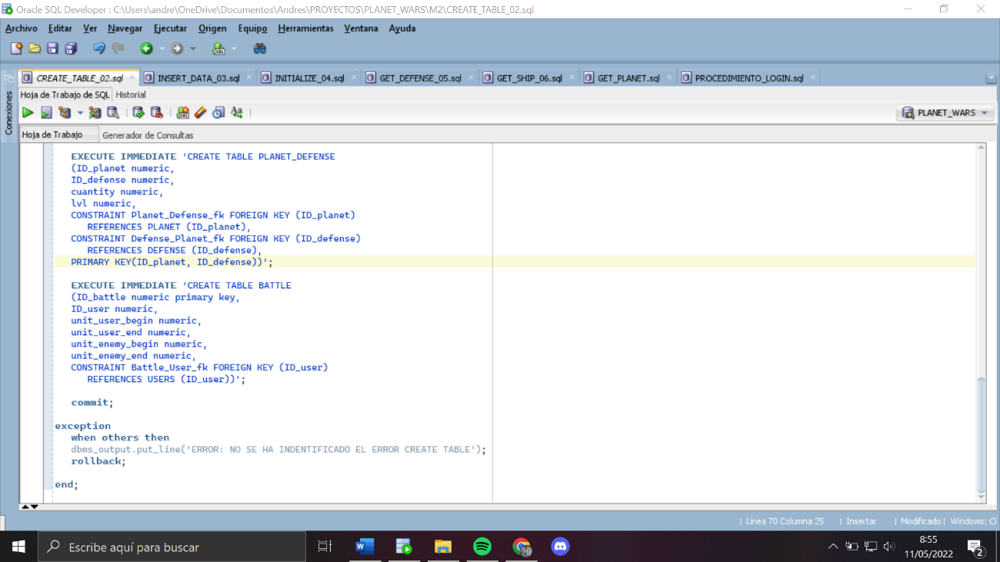 Oracle SQL Developer : C:\Users\andre\OneDrive\Documentos\Andres\PROYECTOS\PLANET_WARS\M2\CREATE_TABLE_02.sql
Archivo Editar Ver Navegar Ejecutar Origen Equipo Herramientas Ventana Ayuda
CREATE_TABLE_02.sql INSERT_DATA_03.sql INITIALIZE_04.sql GET_DEFENSE_05.sql GET_SHIP_06.sql GET_PLANET.sql PROCEDIMIENTO_LOGIN.sql
Conexiones
Hoja de Trabajo de SQL Historial
PLANET_WARS
Hoja de Trabajo Generador de Consultas
EXECUTE IMMEDIATE 'CREATE TABLE PLANET_DEFENSE
(ID_planet numeric,
ID_defense numeric,
cuantity numeric,
lvl numeric,
CONSTRAINT Planet_Defense_fk FOREIGN KEY (ID_planet)
REFERENCES PLANET (ID_planet),
CONSTRAINT Defense_Planet_fk FOREIGN KEY (ID_defense)
REFERENCES DEFENSE (ID_defense),
PRIMARY KEY(ID_planet, ID_defense))';
EXECUTE IMMEDIATE 'CREATE TABLE BATTLE
(ID_battle numeric primary key,
ID_user numeric,
unit_user_begin numeric,
unit_user_end numeric,
unit_enemy_begin numeric,
unit_enemy_end numeric,
CONSTRAINT Battle_User_fk FOREIGN KEY (ID_user)
REFERENCES USERS (ID_user))';
commit;
exception
when others then
dbms_output.put_line('ERROR: NO SE HA INDENTIFICADO EL ERROR CREATE TABLE');
rollback;
end;
| Línea 70 Columna 25 | Insertar | Modificado | Windows: Cl
Escribe aquí para buscar
8:55
11/05/2022
2